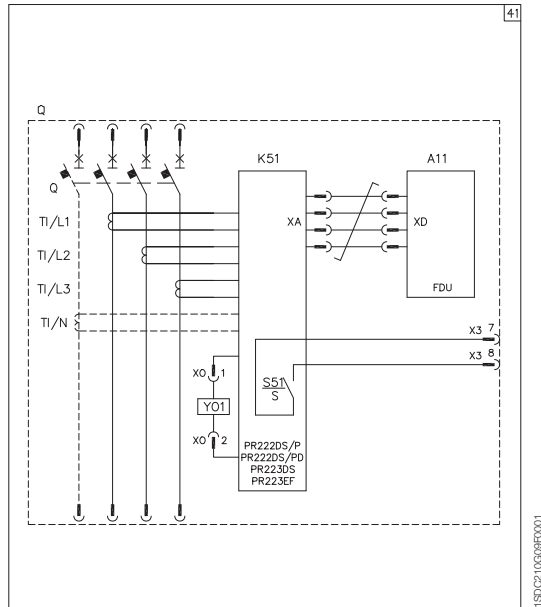 41
Q
K51
A11
Q
TI/L1
XA
XD
TI/L2
TI/L3
FDU
TI/N
X3 7
X3 8
X0 1
S51
S
Y01
X0 2
PR222DS/P
PR222DS/PD
PR223DS
PR223EF
1SDC210G09F0001